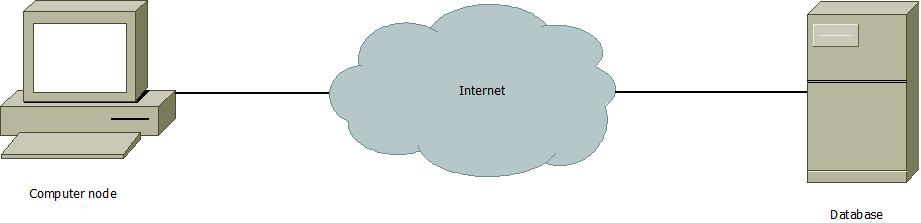 Internet
Computer node
Database